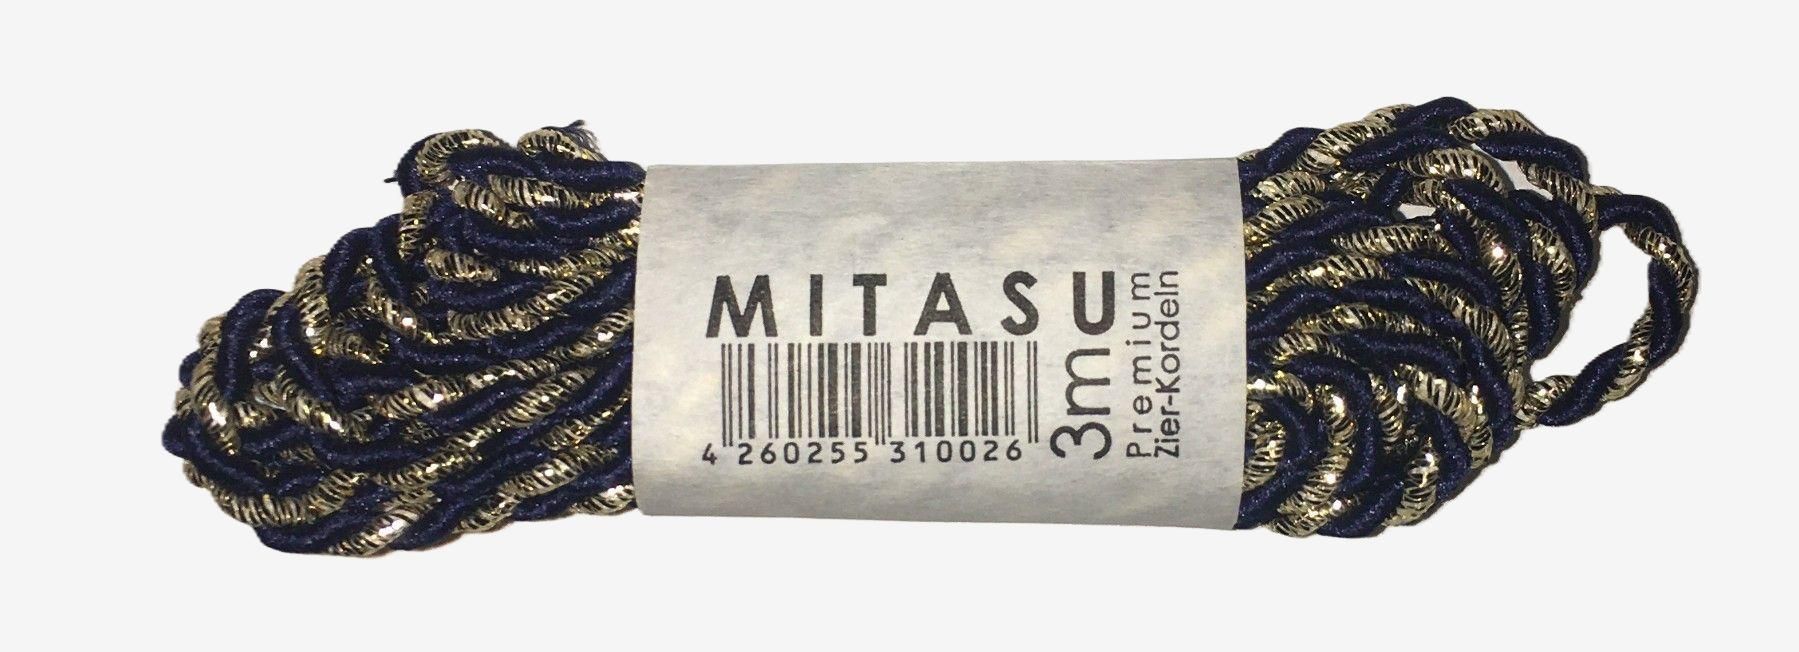 MITASU
4 260255 310026
3m
Premium
Zier-Kordeln